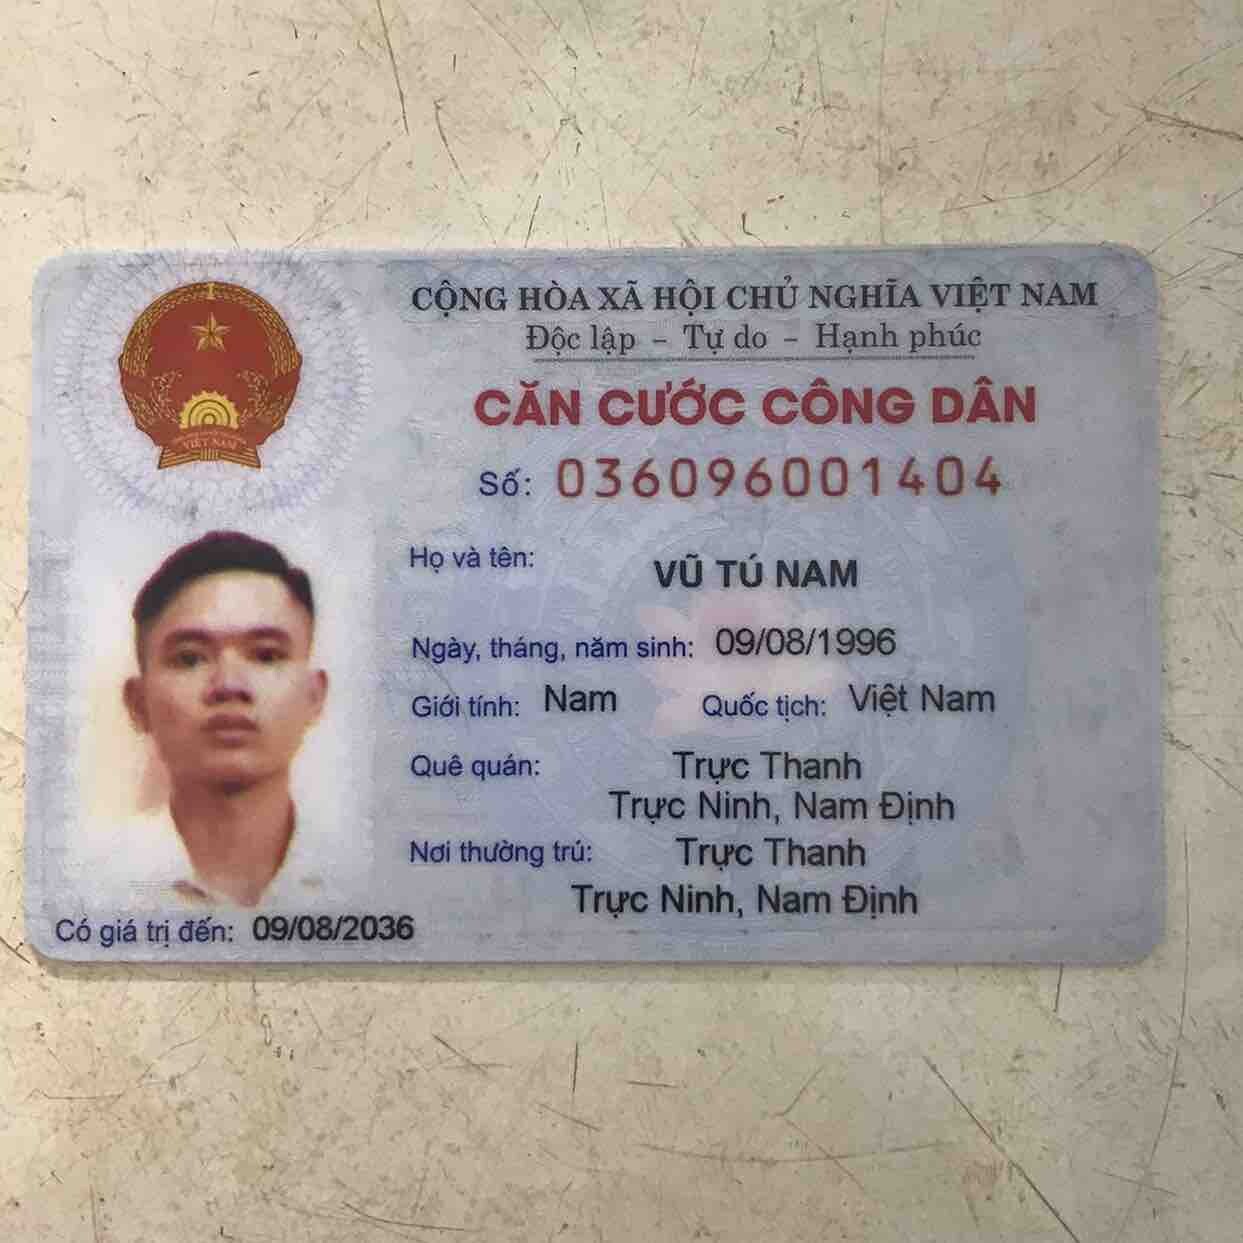 CỘNG HÒA XÃ HỘI CHỦ NGHĨA VIỆT NAM
Độc lập - Tự do - Hạnh phúc
CĂN CƯỚC CÔNG DÂN
Số: 036096001404
Họ và tên: VŨ TÚ NAM
Ngày, tháng, năm sinh: 09/08/1996
Giới tính: Nam Quốc tịch: Việt Nam
Quê quán: Trực Thanh
Trực Ninh, Nam Định
Nơi thường trú: Trực Thanh
Trực Ninh, Nam Định
Có giá trị đến: 09/08/2036
VIỆT NAM